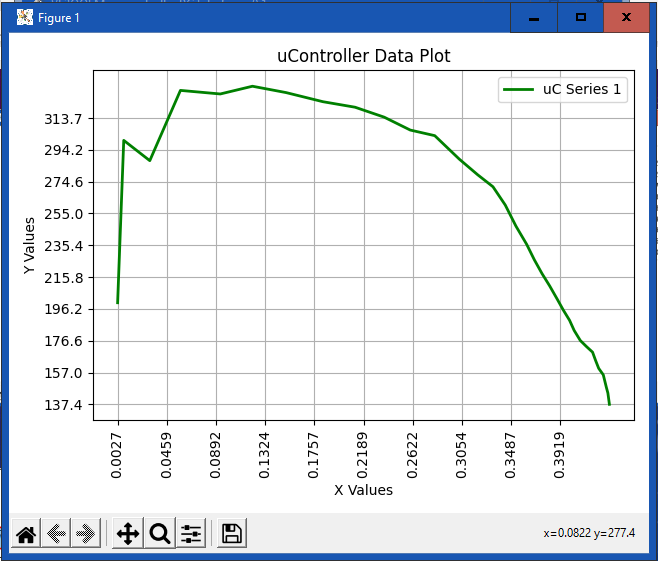 Figure 1
X
uController Data Plot
uC Series 1
Y Values
313.7
294.2
274.6
255.0
235.4
215.8
196.2
176.6
157.0
137.4
0.0027
0.0459
0.0892
0.1324
0.1757
0.2189
0.2622
0.3054
0.3487
0.3919
X Values
x=0.0822 y=277.4